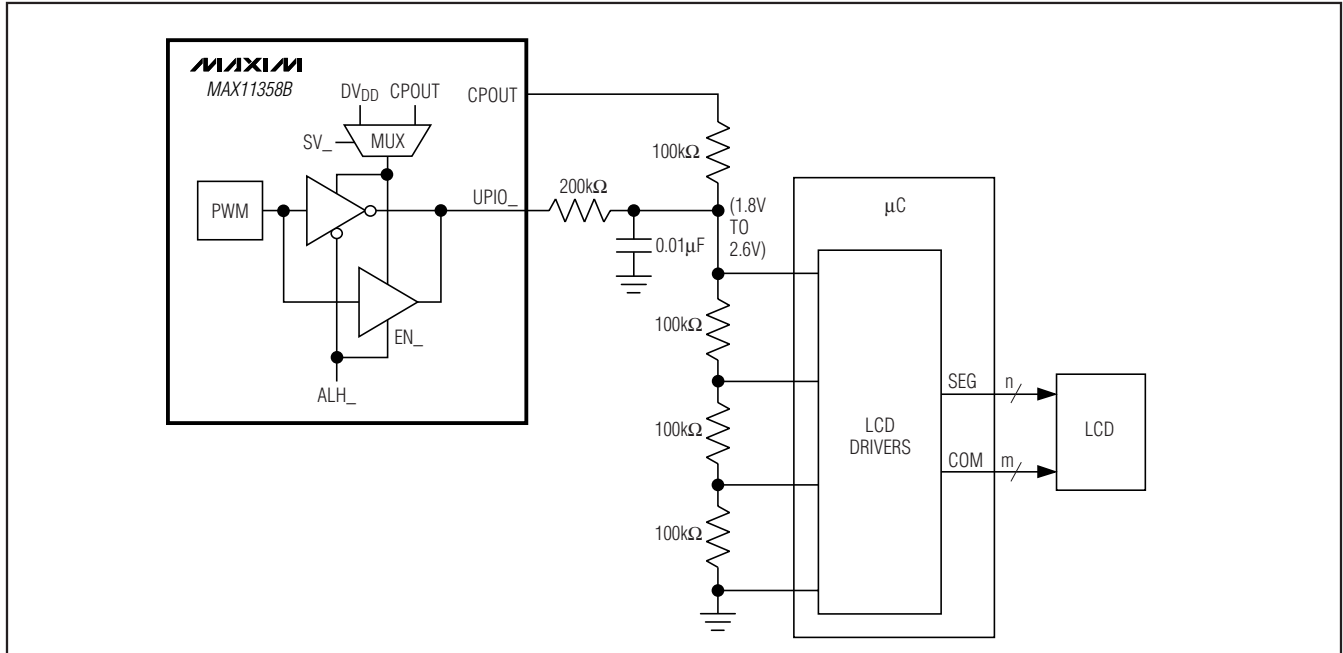 MAXIM
MAX11358B
DVDD CPOUT
CPOUT
SV_
MUX
100kΩ
PWM
UPIO_
200kΩ
(1.8V
TO
2.6V)
μC
0.01μF
100kΩ
EN_
ALH_
SEG n
LCD
DRIVERS
LCD
100kΩ
COM m
100kΩ